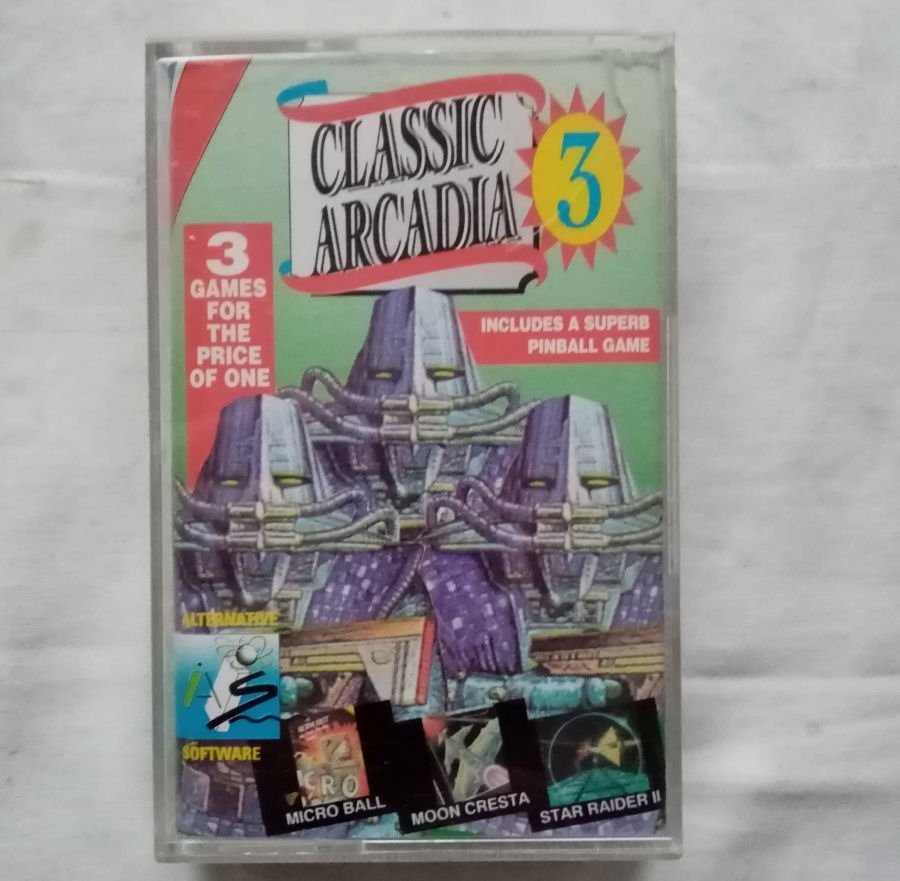 CLASSIC
ARCADIA
3
3
GAMES
FOR
THE
PRICE
OF ONE
INCLUDES A SUPERB
PINBALL GAME
ALTERNATIVE
SOFTWARE
MICRO BALL
MOON CRESTA
STAR RAIDER II